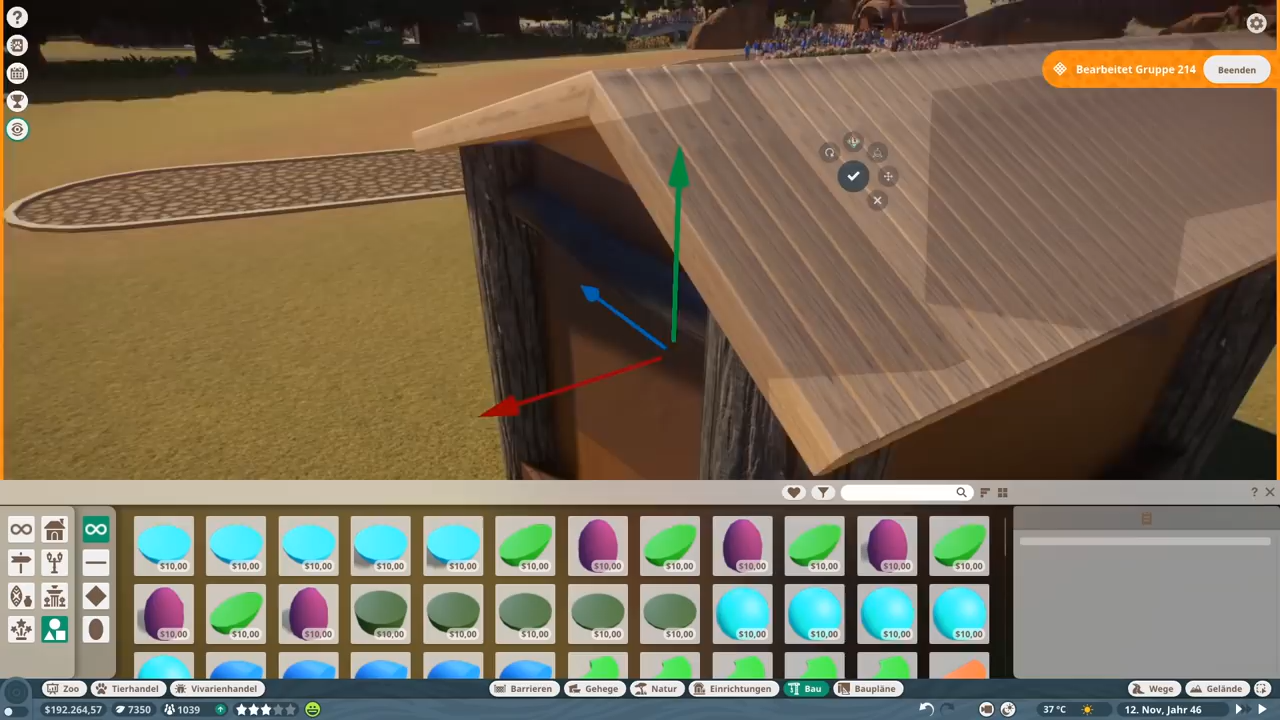 Bearbeitet Gruppe 214
Beenden
$10,00 $10,00 $10,00 $10,00 $10,00 $10,00 $10,00 $10,00 $10,00 $10,00 $10,00 $10,00
$10,00 $10,00 $10,00 $10,00 $10,00 $10,00 $10,00 $10,00 $10,00 $10,00 $10,00 $10,00
Zoo Tierhandel Vivarienhandel Barrieren Gehege Natur Einrichtungen Bau Baupläne Wege Gelände
$192.264,57 7350 1039 37 °C 12. Nov, Jahr 46